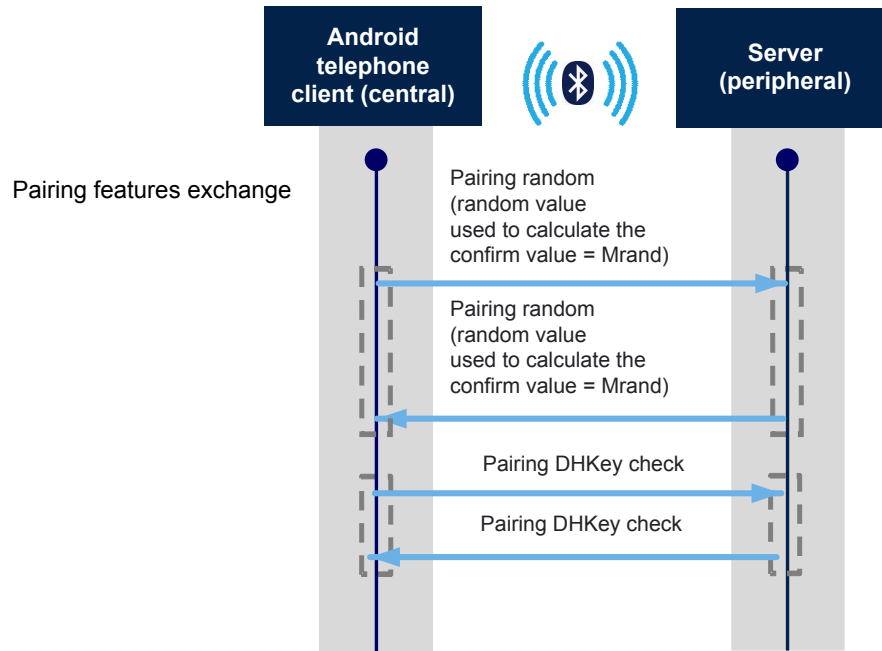 Android
telephone
client (central)
Server
(peripheral)
Pairing features exchange
Pairing random
(random value
used to calculate the
confirm value = Mrand)
Pairing random
(random value
used to calculate the
confirm value = Mrand)
Pairing DHKey check
Pairing DHKey check